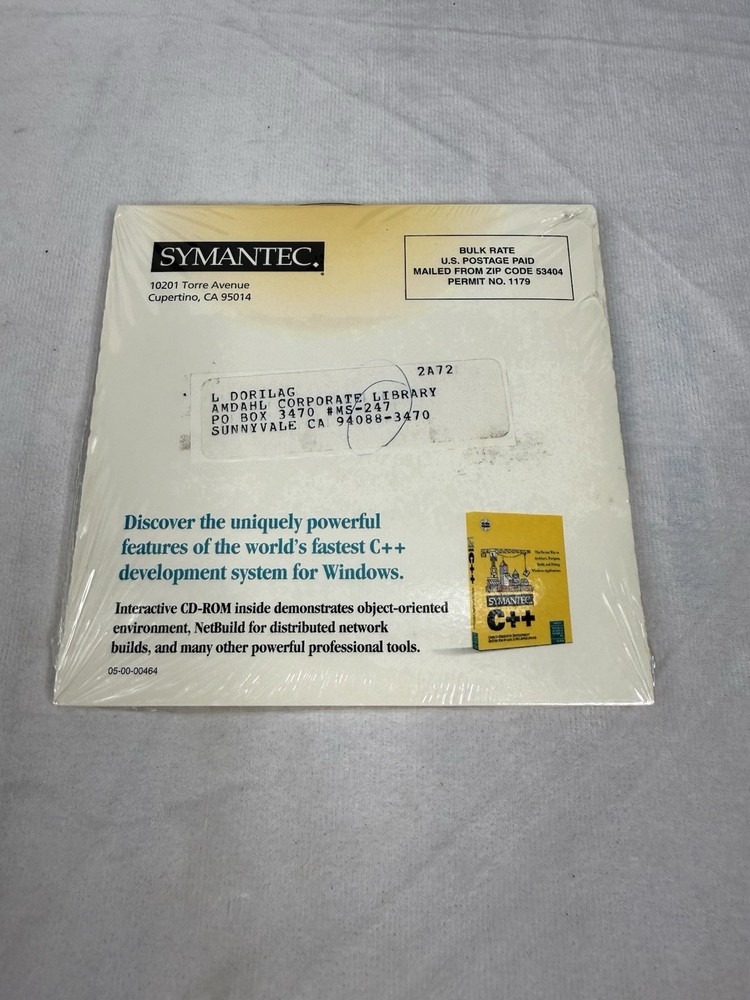 SYMANTEC.
10201 Torre Avenue
Cupertino, CA 95014
BULK RATE
U.S. POSTAGE PAID
MAILED FROM ZIP CODE 53404
PERMIT NO. 1179
2A72
L DORILAG
AMDAHL CORPORATE LIBRARY
PO BOX 3470 #MS-247
SUNNYVALE CA 94088-3470
Discover the uniquely powerful
features of the world's fastest C++
development system for Windows.
Interactive CD-ROM inside demonstrates object-oriented
environment, NetBuild for distributed network
builds, and many other powerful professional tools.
05-00-00464
SYMANTEC.
C++